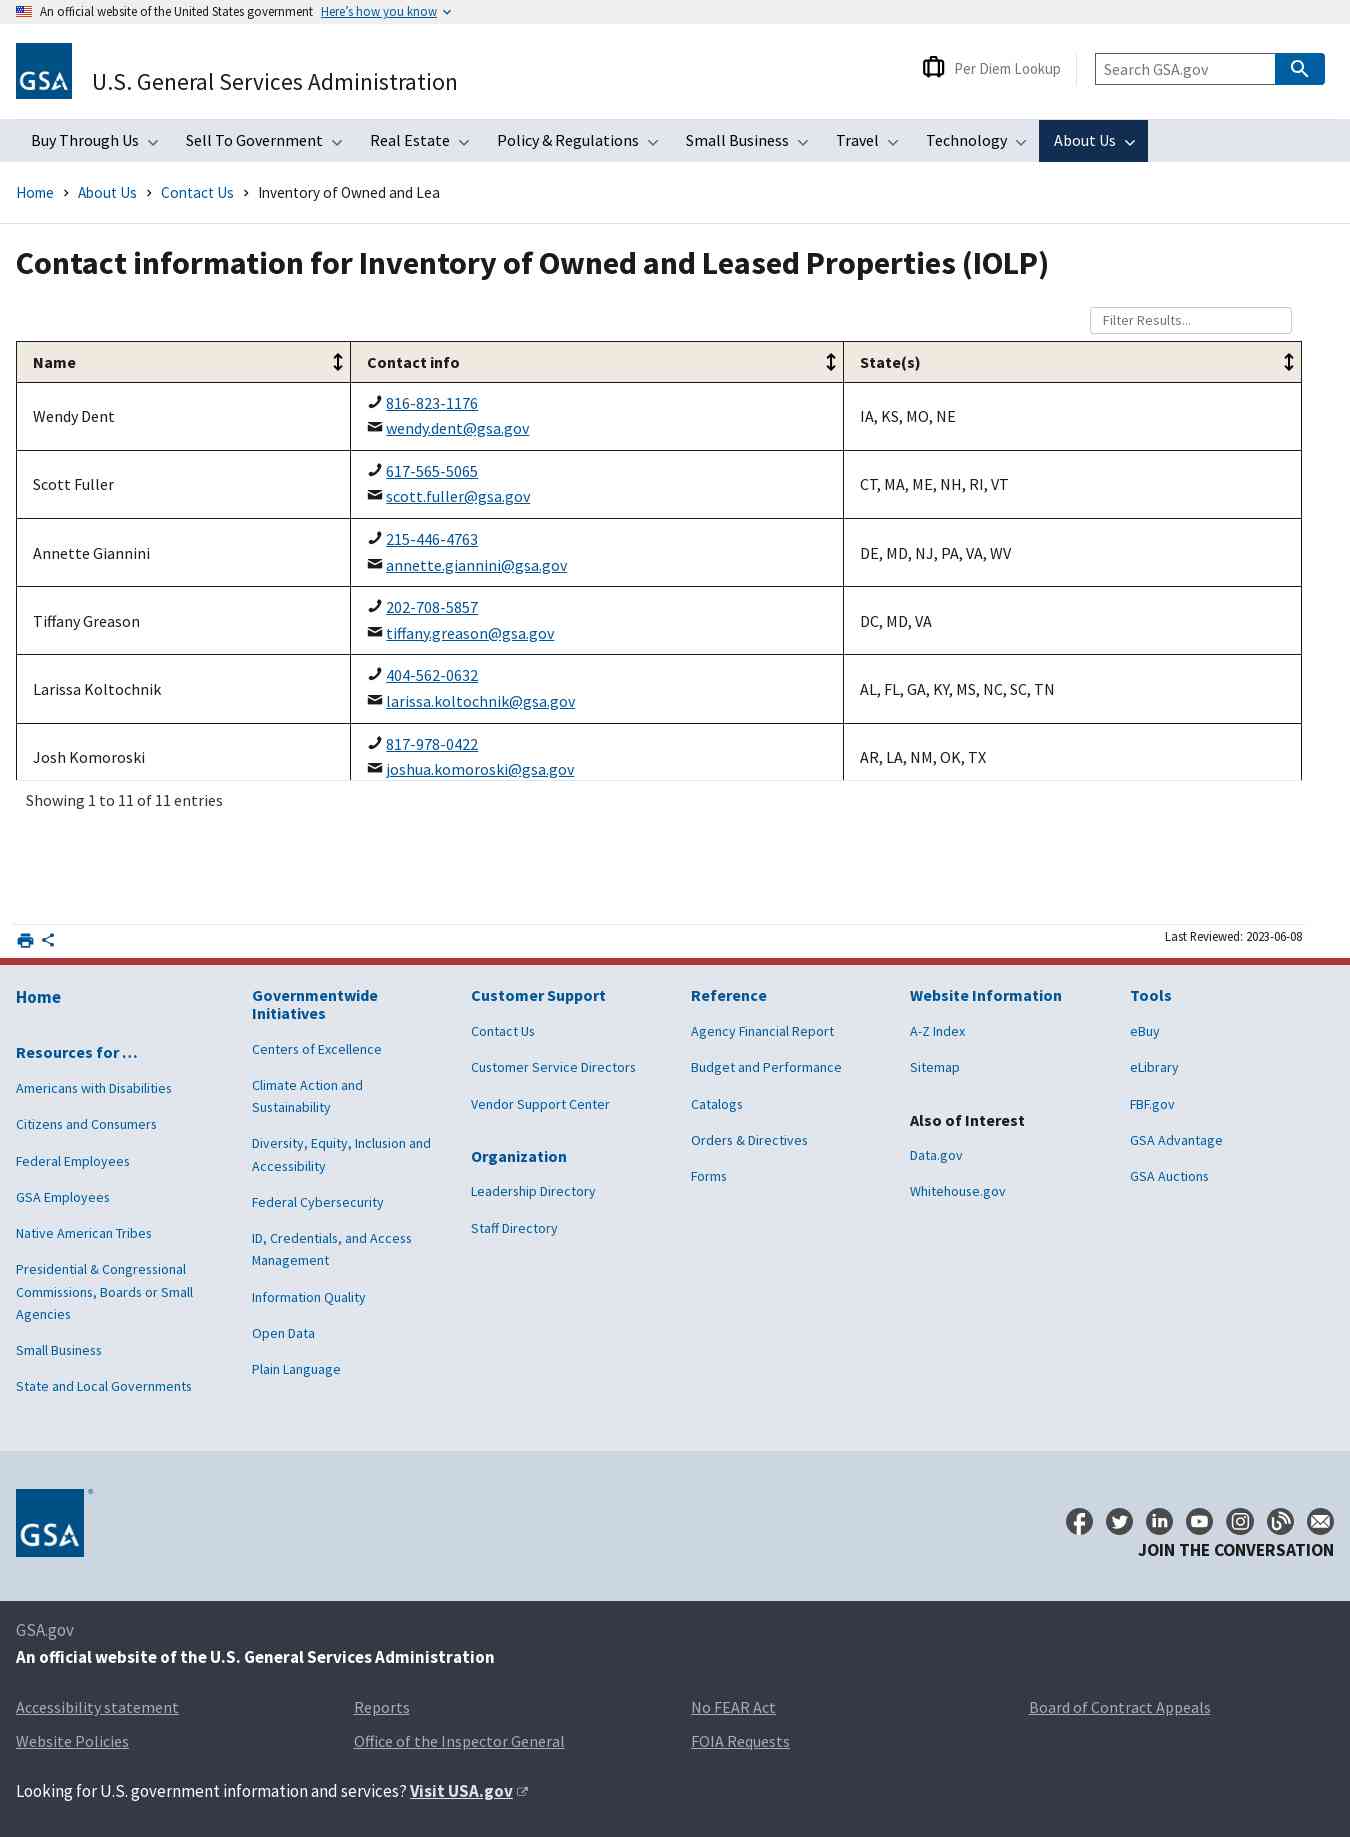 An official website of the United States government Here's how you know
GSA
U.S. General Services Administration
Per Diem Lookup
Search GSA.gov
Buy Through Us Sell To Government Real Estate Policy & Regulations Small Business Travel Technology About Us
Home About Us Contact Us Inventory of Owned and Lea
Contact information for Inventory of Owned and Leased Properties (IOLP)
Filter Results...
Name Contact info State(s)
Wendy Dent 816-823-1176 IA, KS, MO, NE
wendy.dent@gsa.gov
Scott Fuller 617-565-5065 CT, MA, ME, NH, RI, VT
scott.fuller@gsa.gov
Annette Giannini 215-446-4763 DE, MD, NJ, PA, VA, WV
annette.giannini@gsa.gov
Tiffany Greason 202-708-5857 DC, MD, VA
tiffany.greason@gsa.gov
Larissa Koltochnik 404-562-0632 AL, FL, GA, KY, MS, NC, SC, TN
larissa.koltochnik@gsa.gov
Josh Komoroski 817-978-0422 AR, LA, NM, OK, TX
joshua.komoroski@gsa.gov
Showing 1 to 11 of 11 entries
Last Reviewed: 2023-06-08
Home
Resources for …
Americans with Disabilities
Citizens and Consumers
Federal Employees
GSA Employees
Native American Tribes
Presidential & Congressional
Commissions, Boards or Small
Agencies
Small Business
State and Local Governments
Governmentwide
Initiatives
Centers of Excellence
Climate Action and
Sustainability
Diversity, Equity, Inclusion and
Accessibility
Federal Cybersecurity
ID, Credentials, and Access
Management
Information Quality
Open Data
Plain Language
Customer Support
Contact Us
Customer Service Directors
Vendor Support Center
Organization
Leadership Directory
Staff Directory
Reference
Agency Financial Report
Budget and Performance
Catalogs
Orders & Directives
Forms
Website Information
A-Z Index
Sitemap
Also of Interest
Data.gov
Whitehouse.gov
Tools
eBuy
eLibrary
FBF.gov
GSA Advantage
GSA Auctions
GSA®
JOIN THE CONVERSATION
GSA.gov
An official website of the U.S. General Services Administration
Accessibility statement Reports No FEAR Act Board of Contract Appeals
Website Policies Office of the Inspector General FOIA Requests
Looking for U.S. government information and services? Visit USA.gov